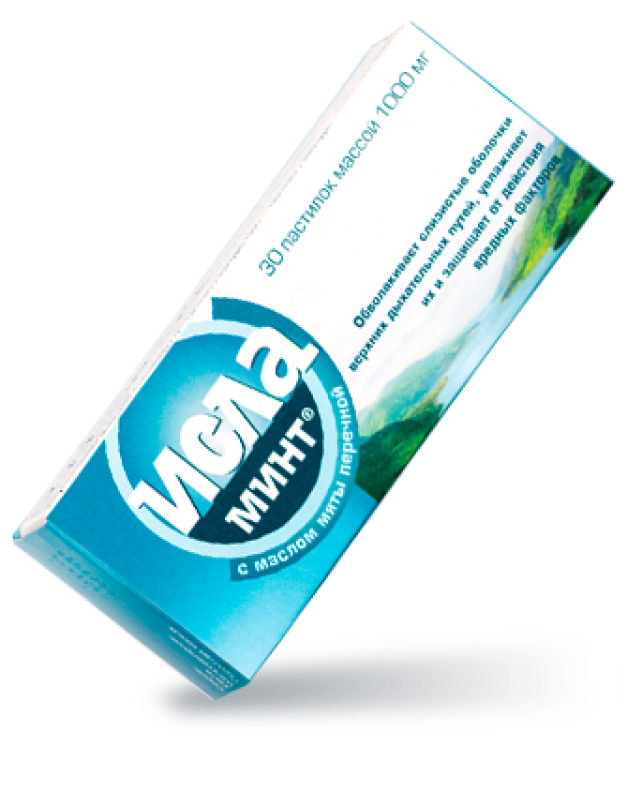 30 пастилок массой 1000 мг
Обволакивает слизистые оболочки
верхних дыхательных путей, увлажняет
их и защищает от действия
вредных факторов
Исла
МИНТ®
с маслом мяты перечной